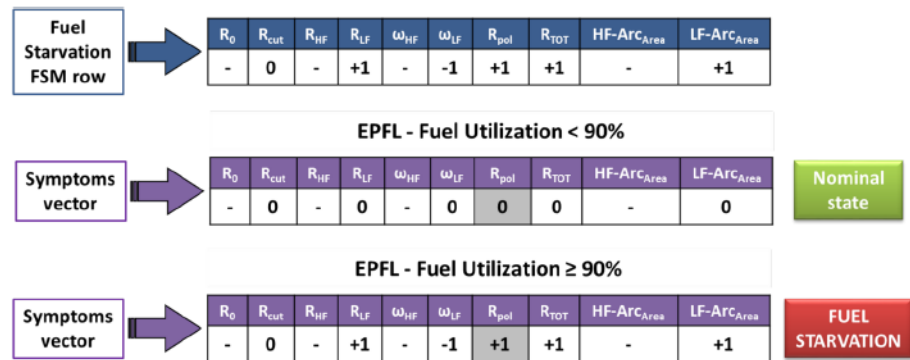 Fuel
Starvation
FSM row
R0 Rcut RHF RLF ωHF ωLF Rpol RTOT HF-ArcArea LF-ArcArea
- 0 - +1 - -1 +1 +1 - +1
EPFL - Fuel Utilization < 90%
Symptoms
vector
R0 Rcut RHF RLF ωHF ωLF Rpol RTOT HF-ArcArea LF-ArcArea
- 0 - 0 - 0 0 0 - 0
Nominal
state
EPFL - Fuel Utilization ≥ 90%
Symptoms
vector
R0 Rcut RHF RLF ωHF ωLF Rpol RTOT HF-ArcArea LF-ArcArea
- 0 - +1 - -1 +1 +1 - +1
FUEL
STARVATION